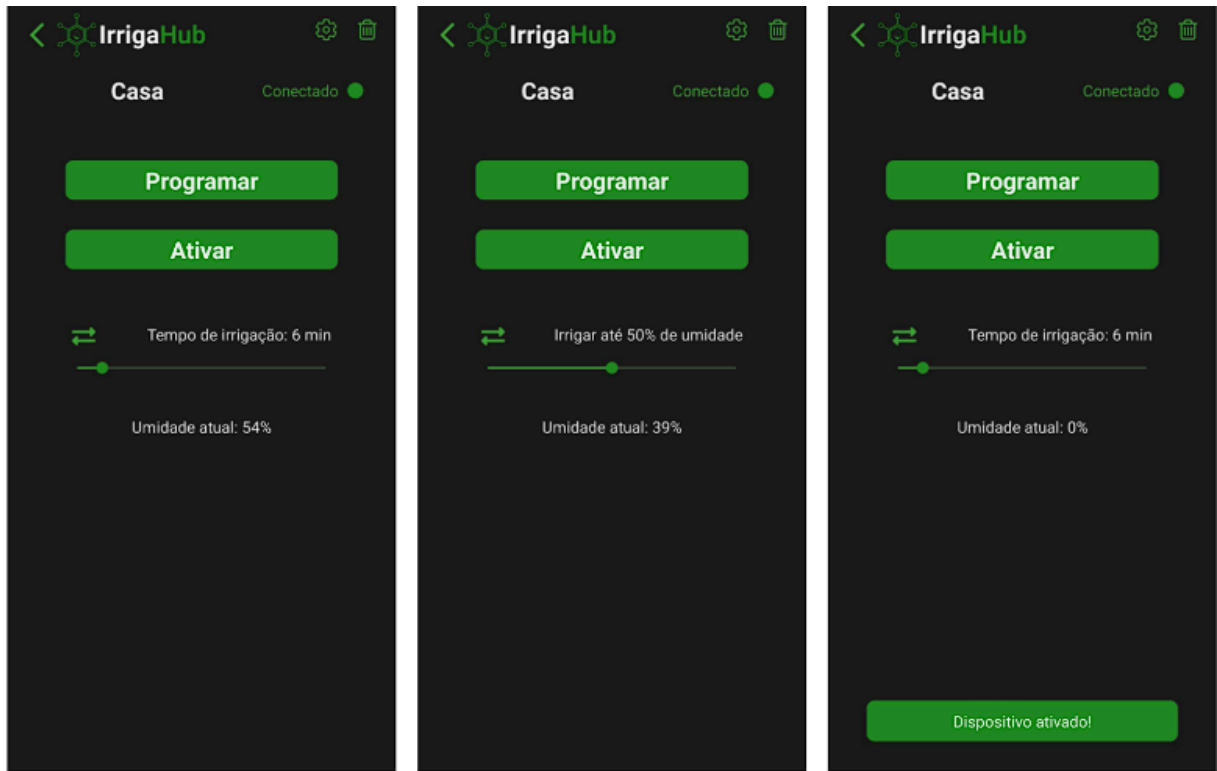 IrrigaHub
Casa
Conectado
Programar
Ativar
Tempo de irrigação: 6 min
Umidade atual: 54%
IrrigaHub
Casa
Conectado
Programar
Ativar
Irrigar até 50% de umidade
Umidade atual: 39%
IrrigaHub
Casa
Conectado
Programar
Ativar
Tempo de irrigação: 6 min
Umidade atual: 0%
Dispositivo ativado!